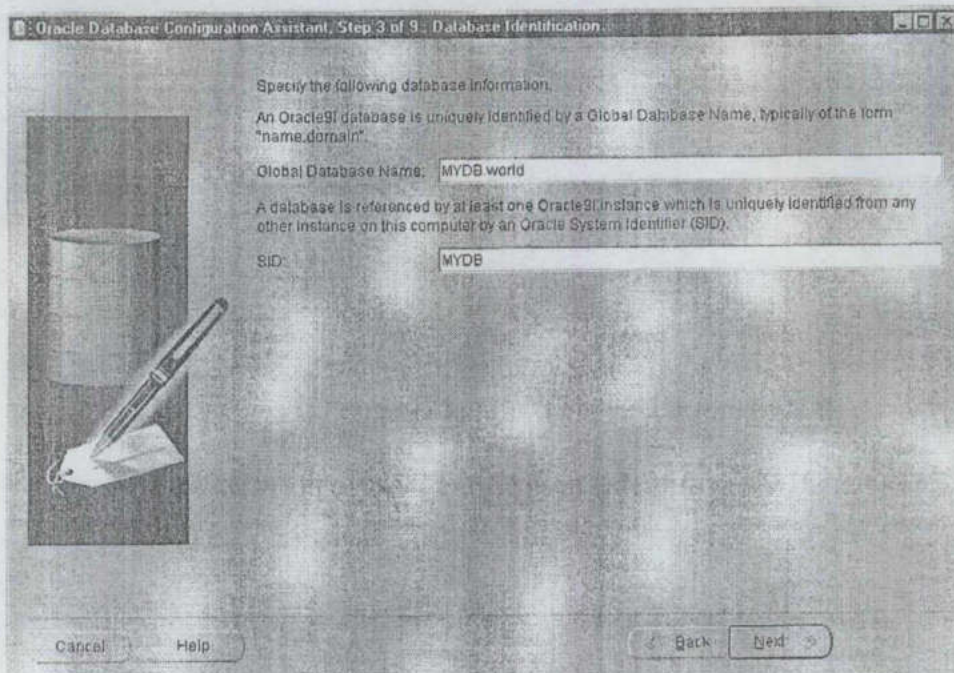 Oracle Database Configuration Assistant, Step 3 of 9 : Database Identification
Specify the following database information.
An Oracle9i database is uniquely identified by a Global Database Name, typically of the form
"name.domain".
Global Database Name: MYDB.world
A database is referenced by at least one Oracle9i instance which is uniquely identified from any
other instance on this computer by an Oracle System Identifier (SID).
SID: MYDB
Cancel Help Back Next